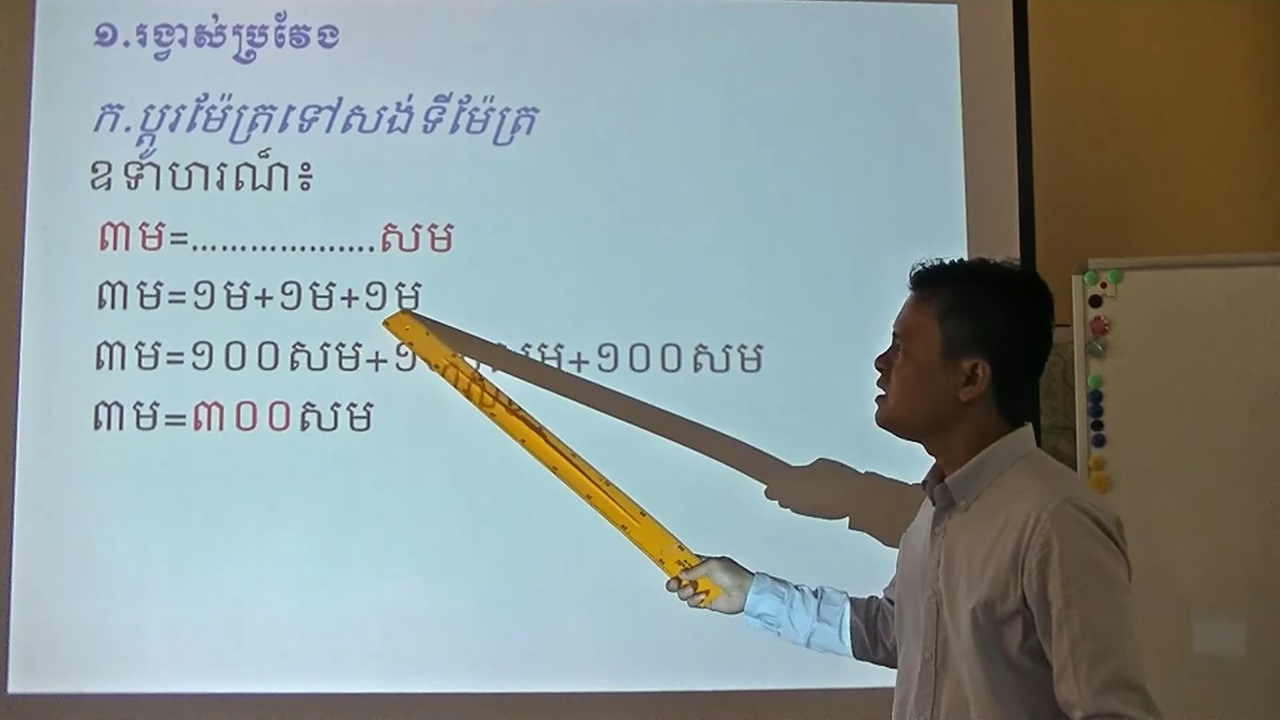 ១.រង្វាស់ប្រវែង
ក.ប្តូរម៉ែត្រទៅសង់ទីម៉ែត្រ
ឧទាហរណ៏៖
៣ម=...................សម
៣ម=១ម+១ម+១ម
៣ម=១០០សម+១០០សម+១០០សម
៣ម=៣០០សម